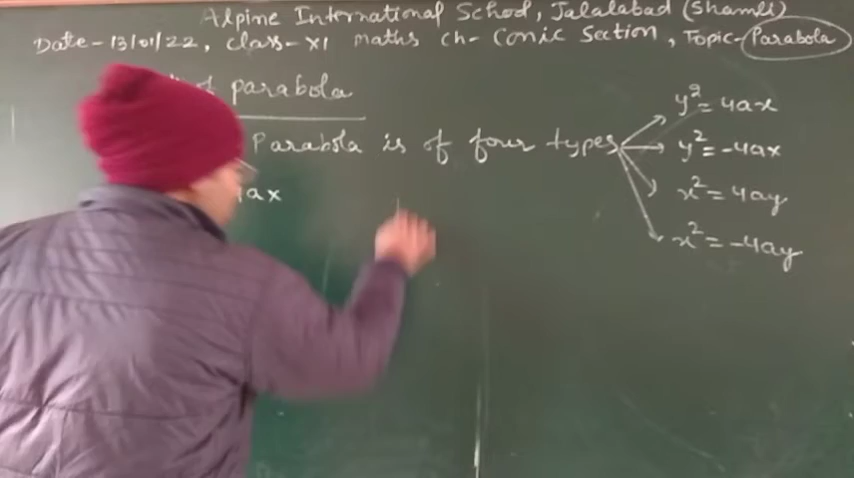 Alpine International School, Jalalabad (Shamli)
Date-13/01/22, Class-XI maths Ch- Conic Section, Topic-Parabola
of parabola
Parabola is of four types
y²=4ax
y²=-4ax
x²=4ay
x²=-4ay
4ax